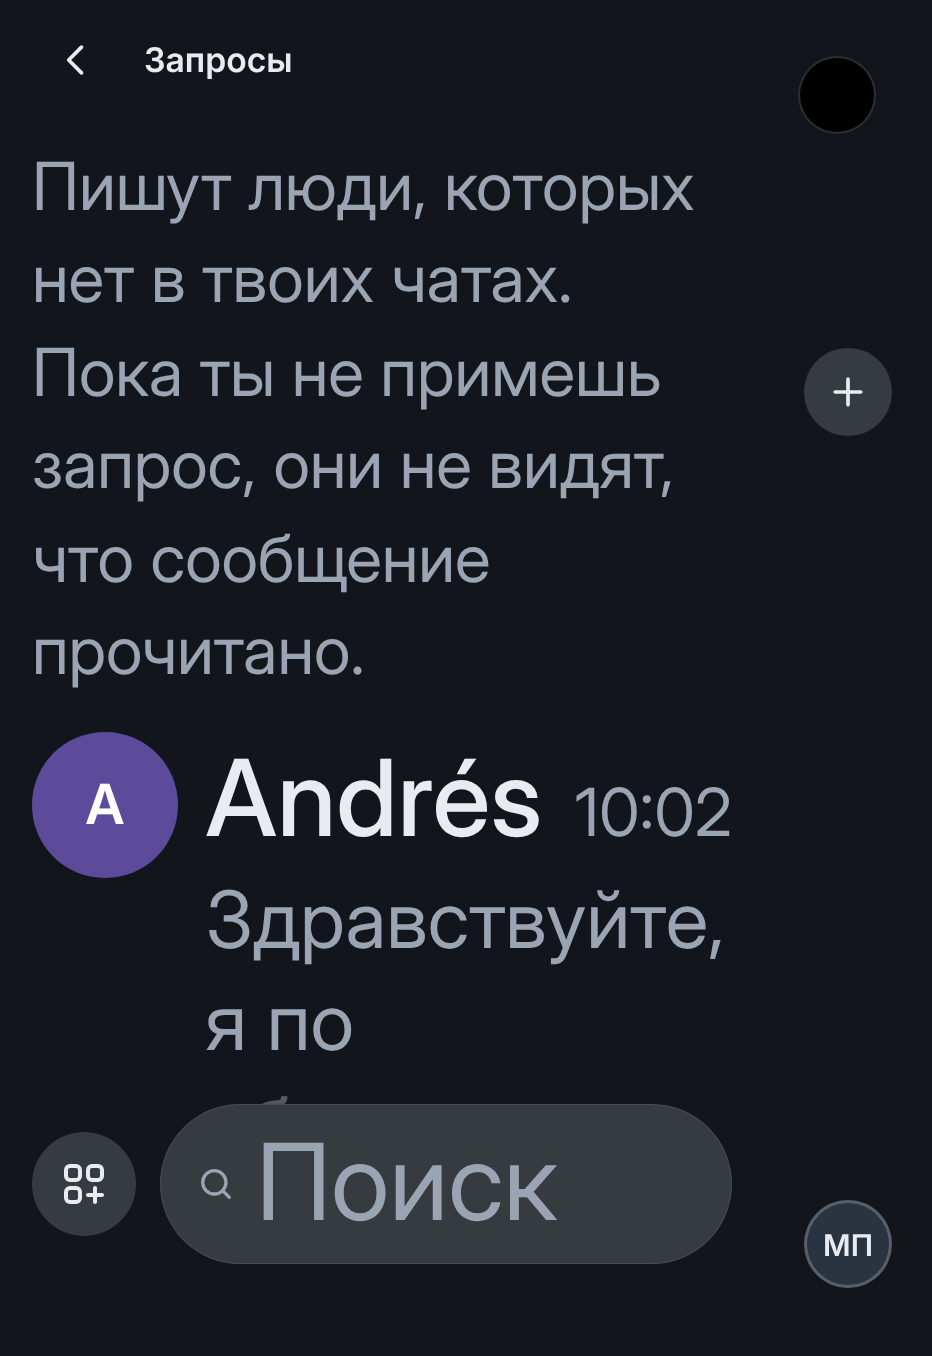 Запросы
Пишут люди, которых
нет в твоих чатах.
Пока ты не примешь
запрос, они не видят,
что сообщение
прочитано.
A
Andrés 10:02
Здравствуйте,
я по
Поиск
МП